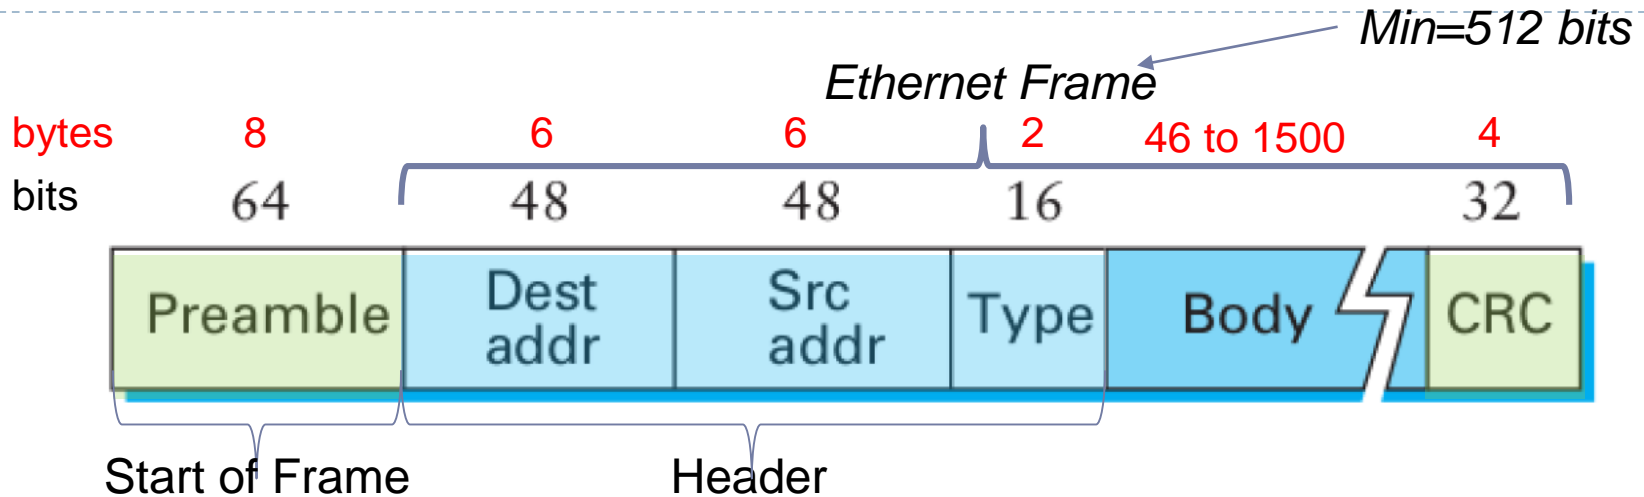 Min=512 bits
Ethernet Frame
bytes 8 6 6 2 46 to 1500 4
bits 64 48 48 16 32
Preamble Dest addr Src addr Type Body CRC
Start of Frame Header